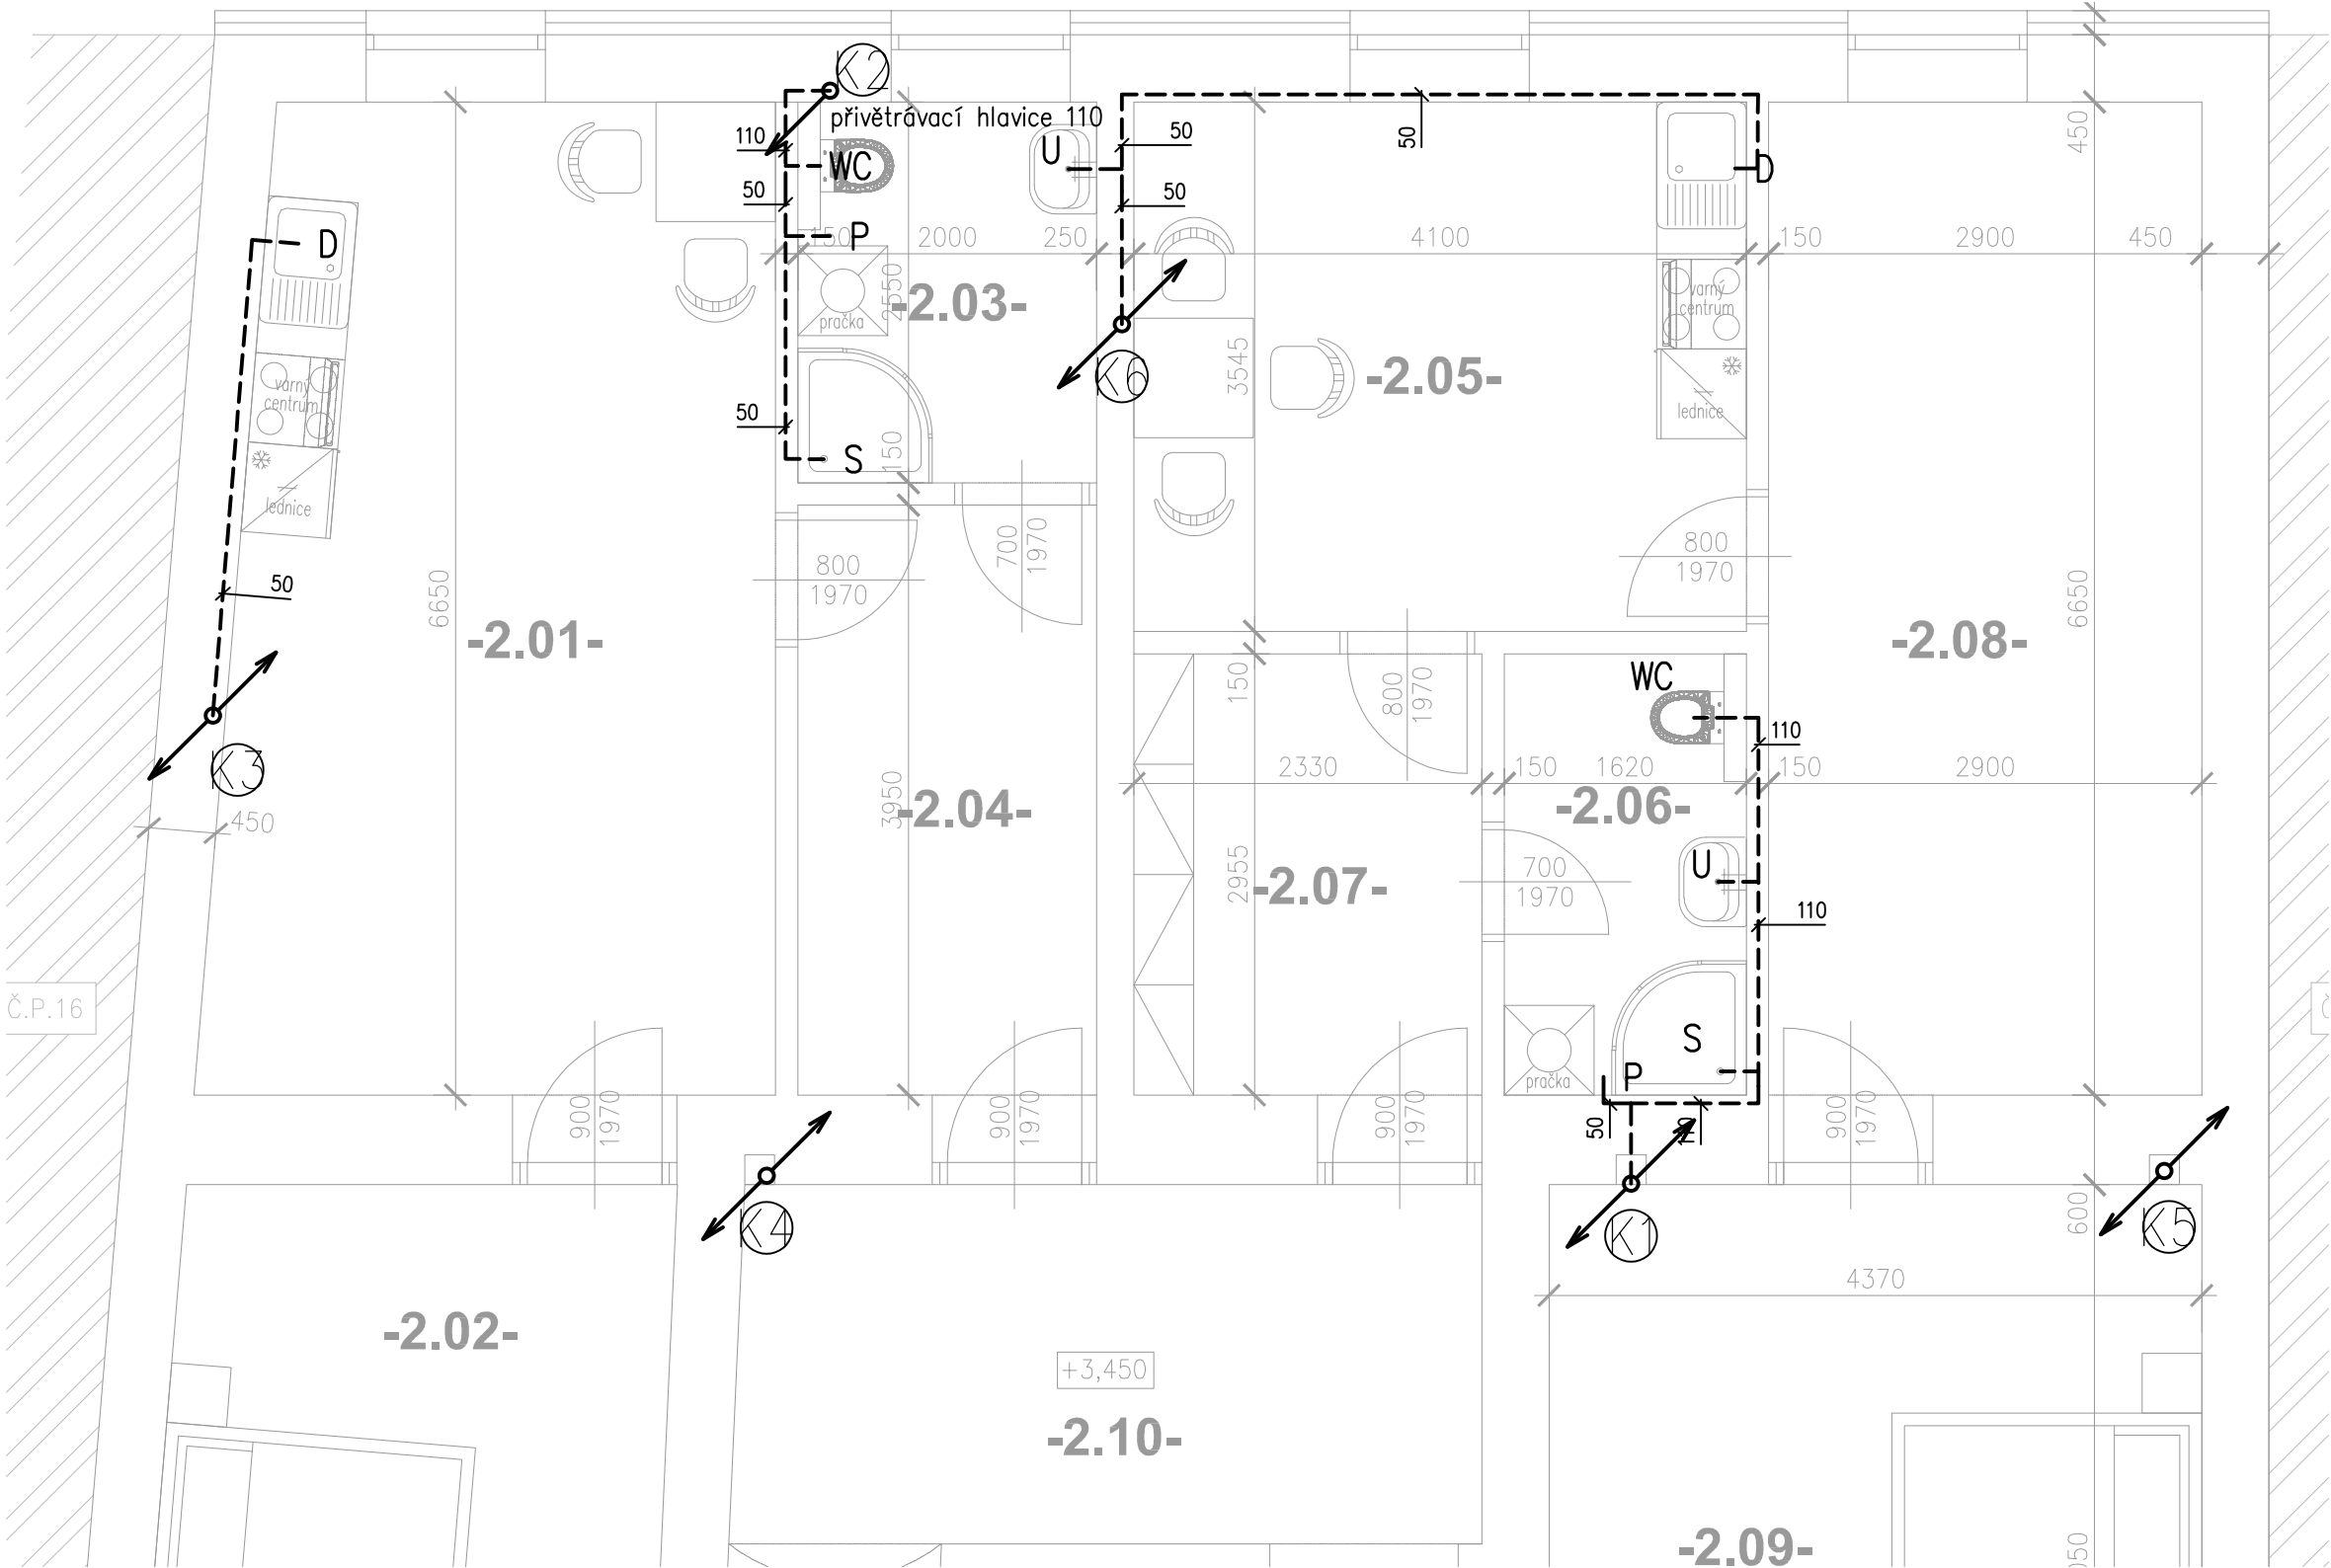 K2
přivětrávací hlavice 110
110
WC
U
50
50
50
50
D
D
P
150
2000
250
4100
150
2900
450
450
2550
-2.03-
pračka
varný
centrum
varný
centrum
K6
3545
-2.05-
lednice
lednice
50
S
150
700
1970
800
1970
800
1970
50
6650
-2.01-
6650
-2.08-
K3
450
WC
150
800
1970
110
2330
150
1620
150
2900
3950
-2.04-
-2.06-
2955
-2.07-
700
1970
U
110
Č.P.16
S
P
pračka
900
1970
900
1970
900
1970
900
1970
50
K4
K1
K5
600
4370
-2.02-
+3,450
-2.10-
-2.09-